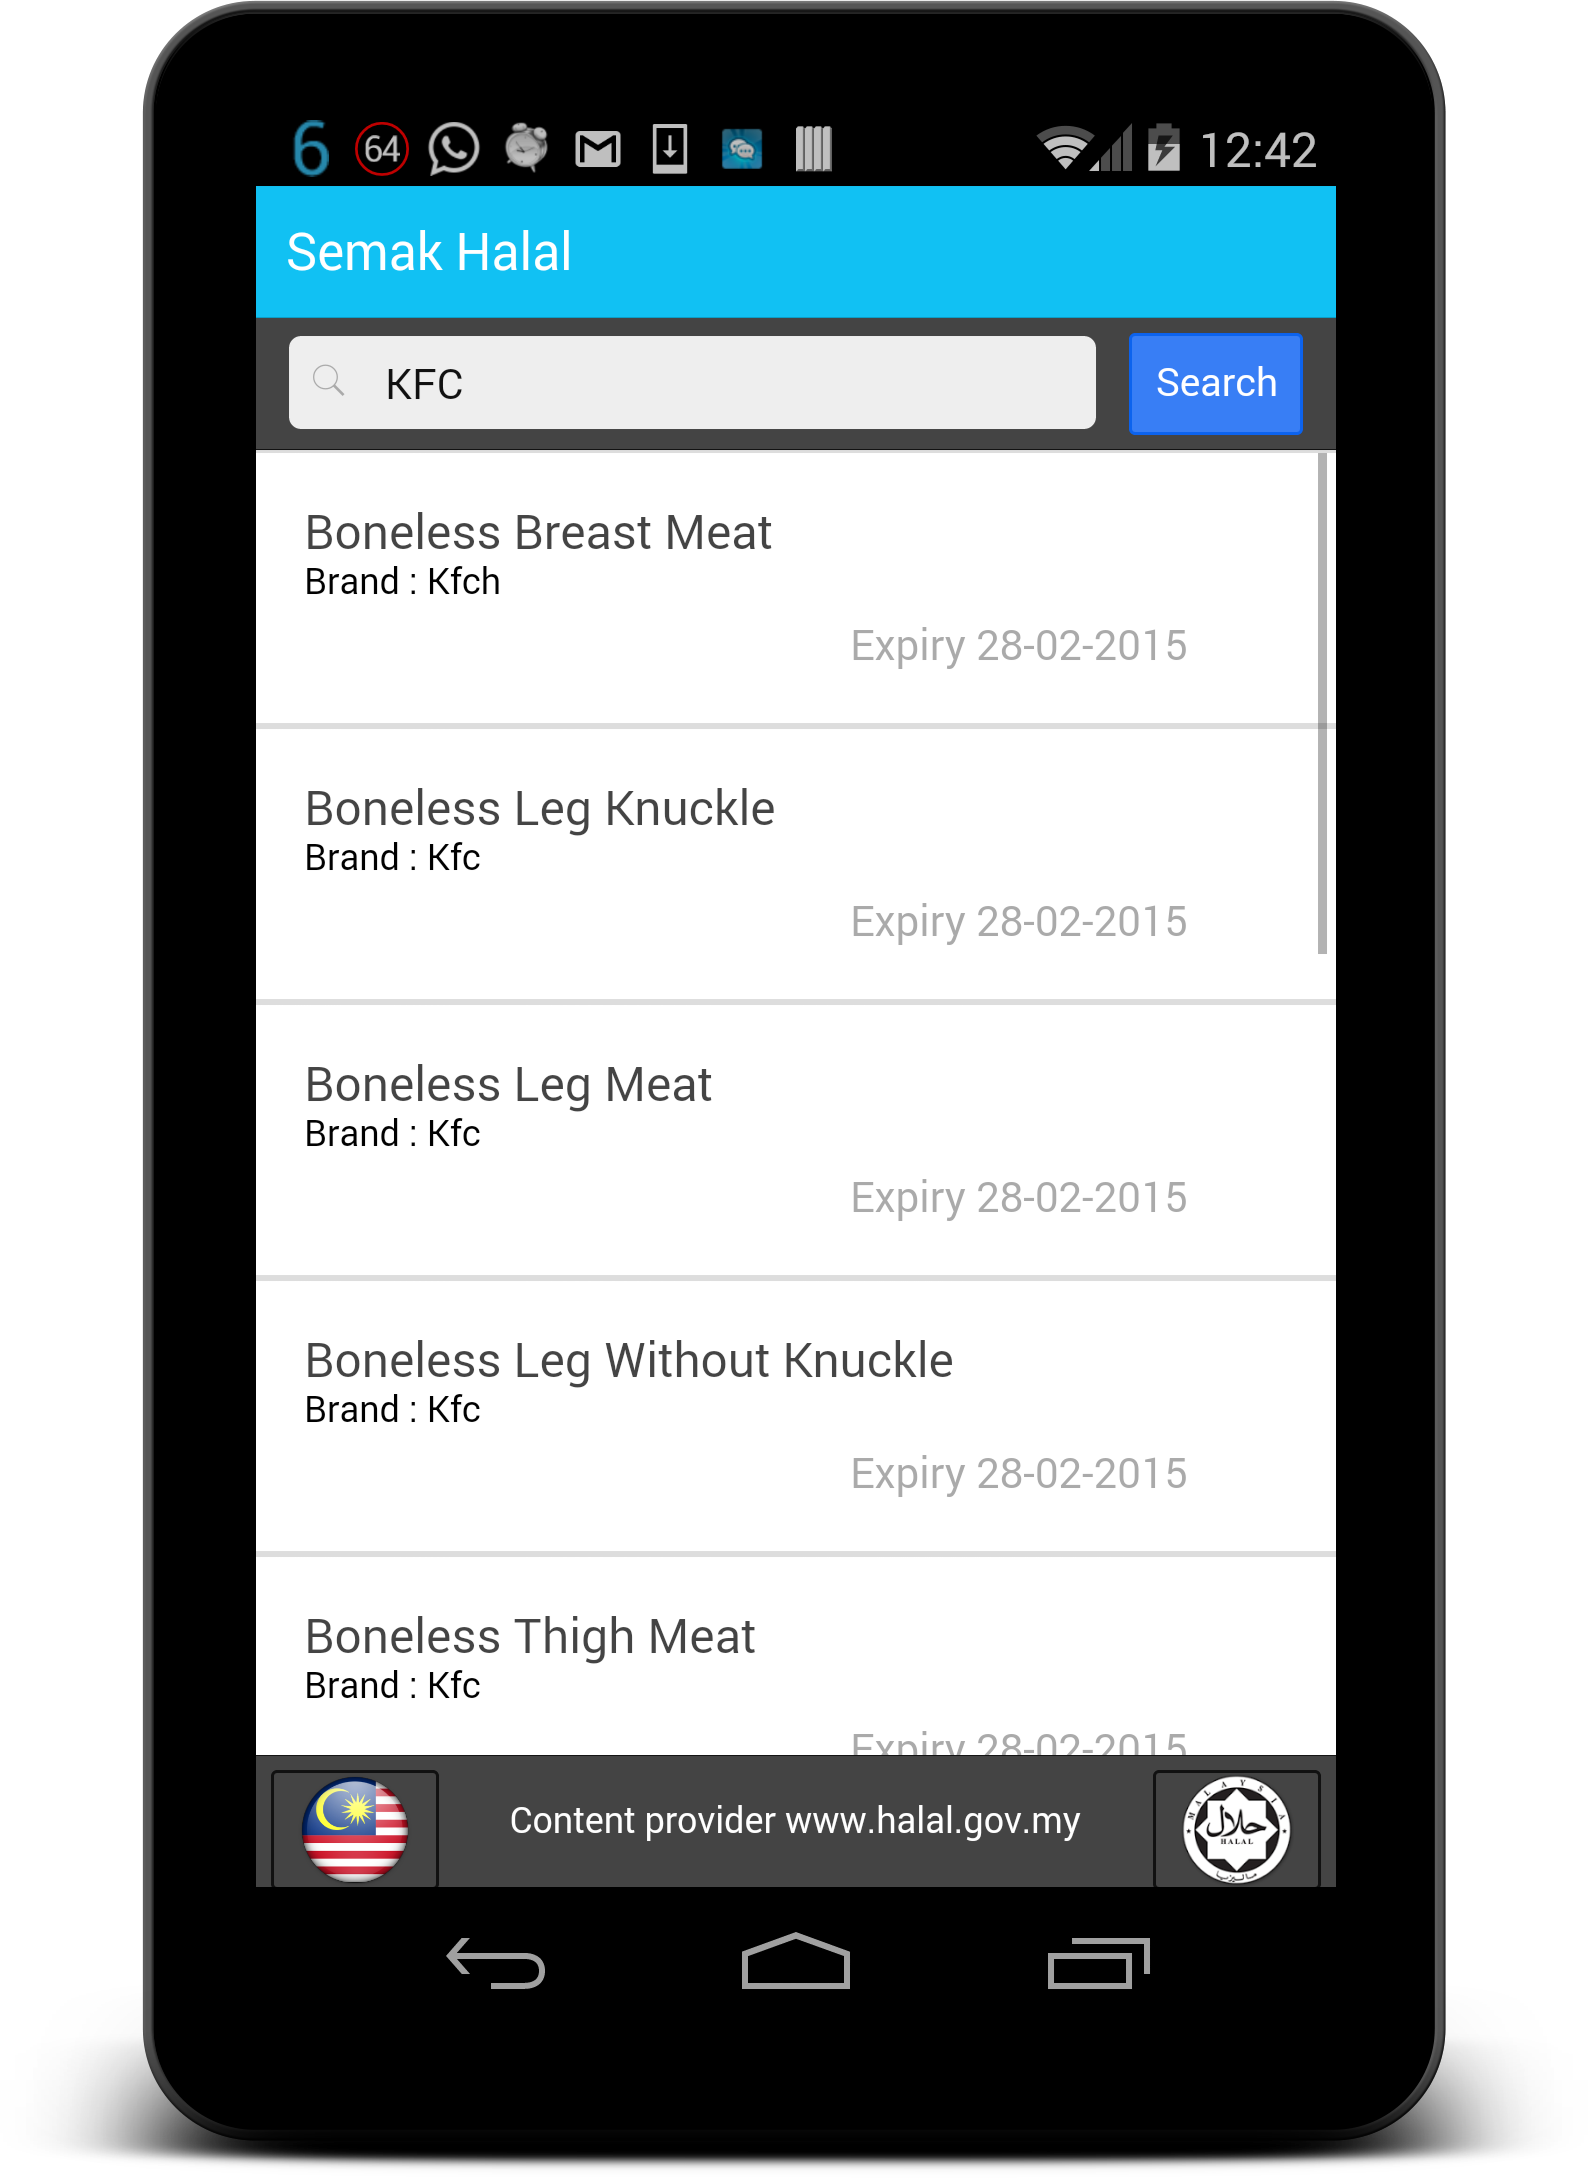 6 64 12:42
Semak Halal
KFC Search
Boneless Breast Meat
Brand : Kfch
Expiry 28-02-2015
Boneless Leg Knuckle
Brand : Kfc
Expiry 28-02-2015
Boneless Leg Meat
Brand : Kfc
Expiry 28-02-2015
Boneless Leg Without Knuckle
Brand : Kfc
Expiry 28-02-2015
Boneless Thigh Meat
Brand : Kfc
Expiry 28-02-2015
Content provider www.halal.gov.my
MALAYSIA
حلال
HALAL
ماليزيا